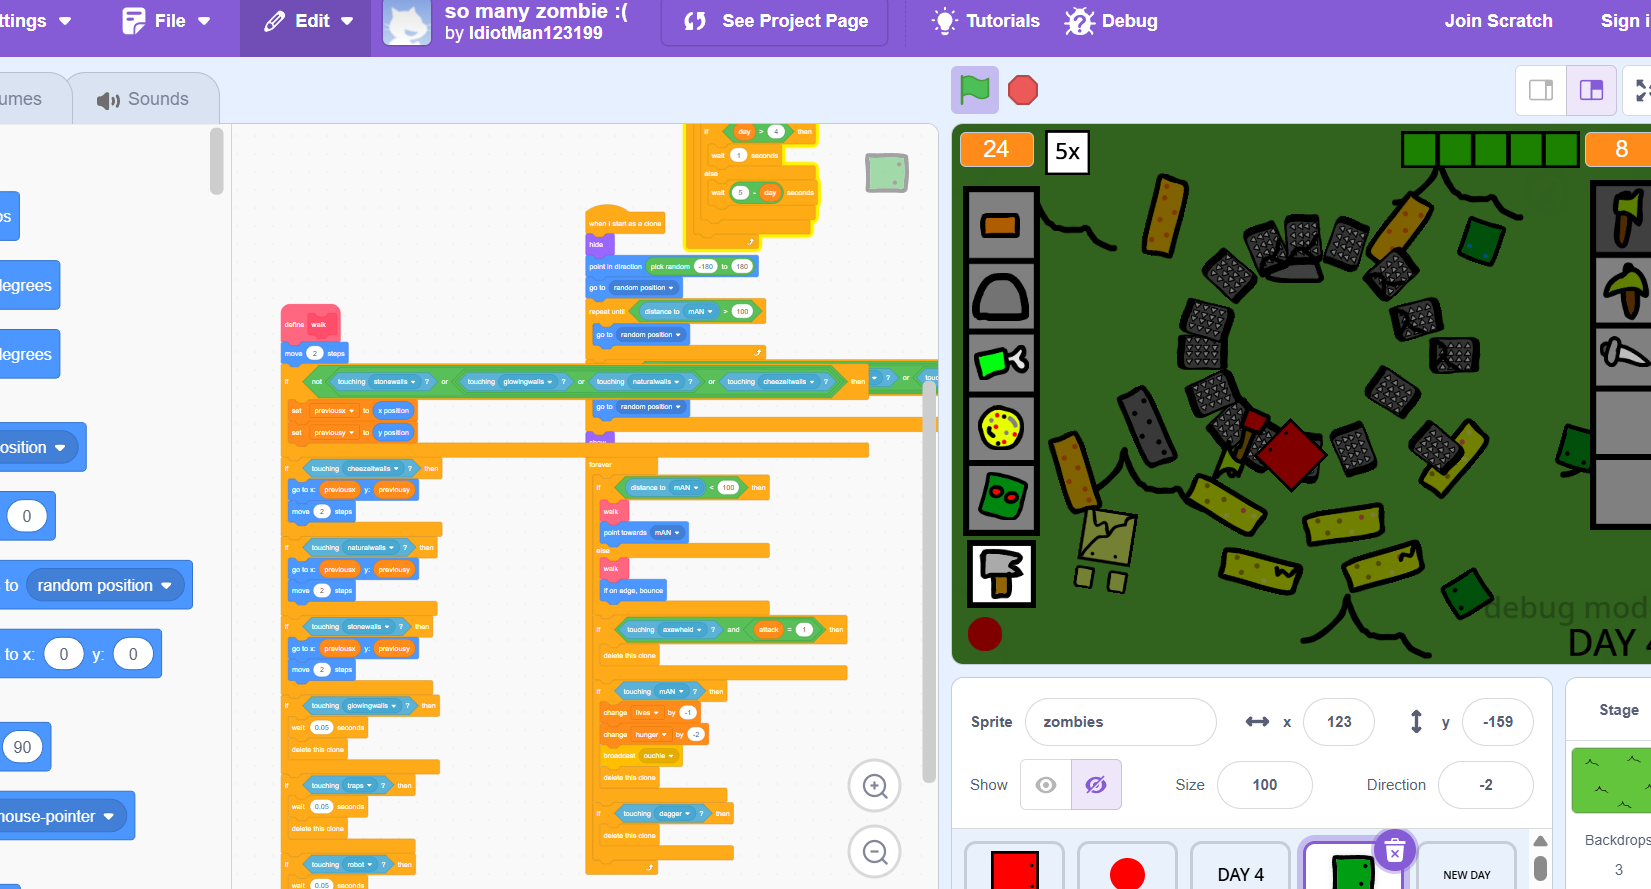 ttings File Edit so many zombie :( See Project Page Tutorials Debug Join Scratch Sign i
by IdiotMan123199
umes Sounds
if day > 4 then
wait 1 seconds
else
wait 5 - day seconds
24 5x 8
ps
egrees
egrees
osition
0
to random position
to x: 0 y: 0
90
nouse-pointer
when I start as a clone
hide
point in direction pick random -180 to 180
go to random position
repeat until distance to mAN > 100
go to random position
go to random position
show
forever
if distance to mAN < 100 then
walk
point towards mAN
else
walk
if on edge, bounce
if touching axewheld ? and attack = 1 then
delete this clone
if touching mAN ? then
change lives by -1
change hunger by -2
broadcast ouchie
delete this clone
if touching dagger ? then
delete this clone
define walk
move 2 steps
if not touching stonewalls ? or touching glowingwalls ? or touching naturalwalls ? or touching cheezeitwalls ? then ? or touc
set previousx to x position
set previousy to y position
if touching cheezeitwalls ? then
go to x: previousx y: previousy
move 2 steps
if touching naturalwalls ? then
go to x: previousx y: previousy
move 2 steps
if touching stonewalls ? then
go to x: previousx y: previousy
move 2 steps
if touching glowingwalls ? then
wait 0.05 seconds
delete this clone
if touching traps ? then
wait 0.05 seconds
delete this clone
if touching robot ? then
wait 0.05 seconds
debug mod
DAY 4
Sprite zombies x 123 y -159
Show Size 100 Direction -2
Stage
Backdrops
3
DAY 4
NEW DAY